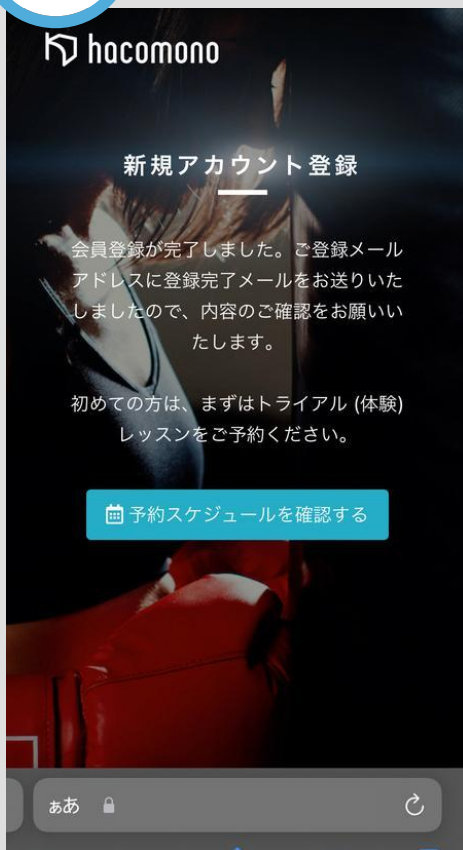 hacomono
新規アカウント登録
会員登録が完了しました。ご登録メール
アドレスに登録完了メールをお送りいた
しましたので、内容のご確認をお願いい
たします。
初めての方は、まずはトライアル (体験)
レッスンをご予約ください。
予約スケジュールを確認する
ぁあ